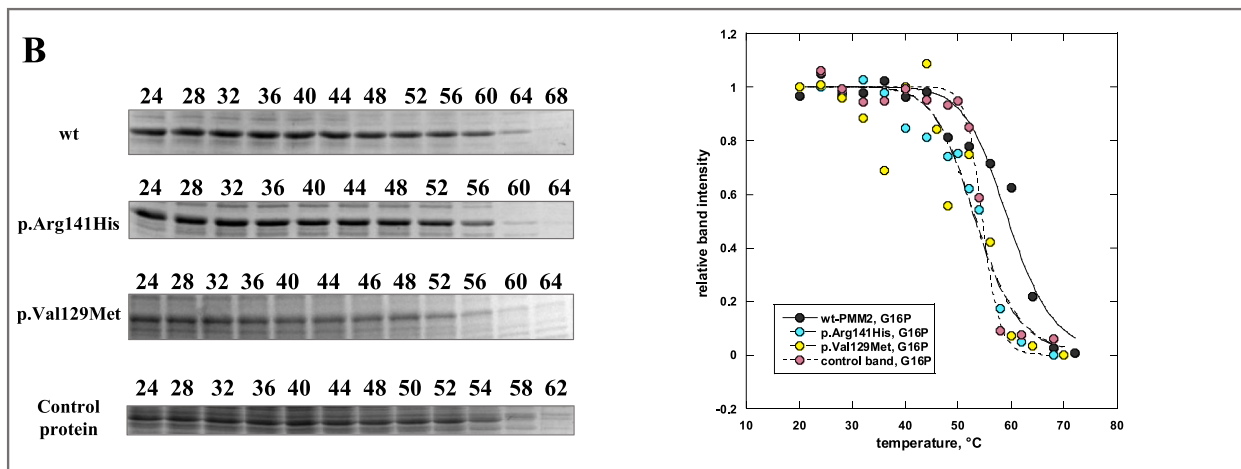 B
24 28 32 36 40 44 48 52 56 60 64 68
wt
24 28 32 36 40 44 48 52 56 60 64
p.Arg141His
24 28 32 36 40 44 46 48 52 56 60 64
p.Val129Met
24 28 32 36 40 44 48 50 52 54 58 62
Control
protein
1.2
1
0.8
0.6
0.4
0.2
0
-0.2
relative band intensity
wt-PMM2, G16P
p.Arg141His, G16P
p.Val129Met, G16P
control band, G16P
10 20 30 40 50 60 70 80
temperature, °C